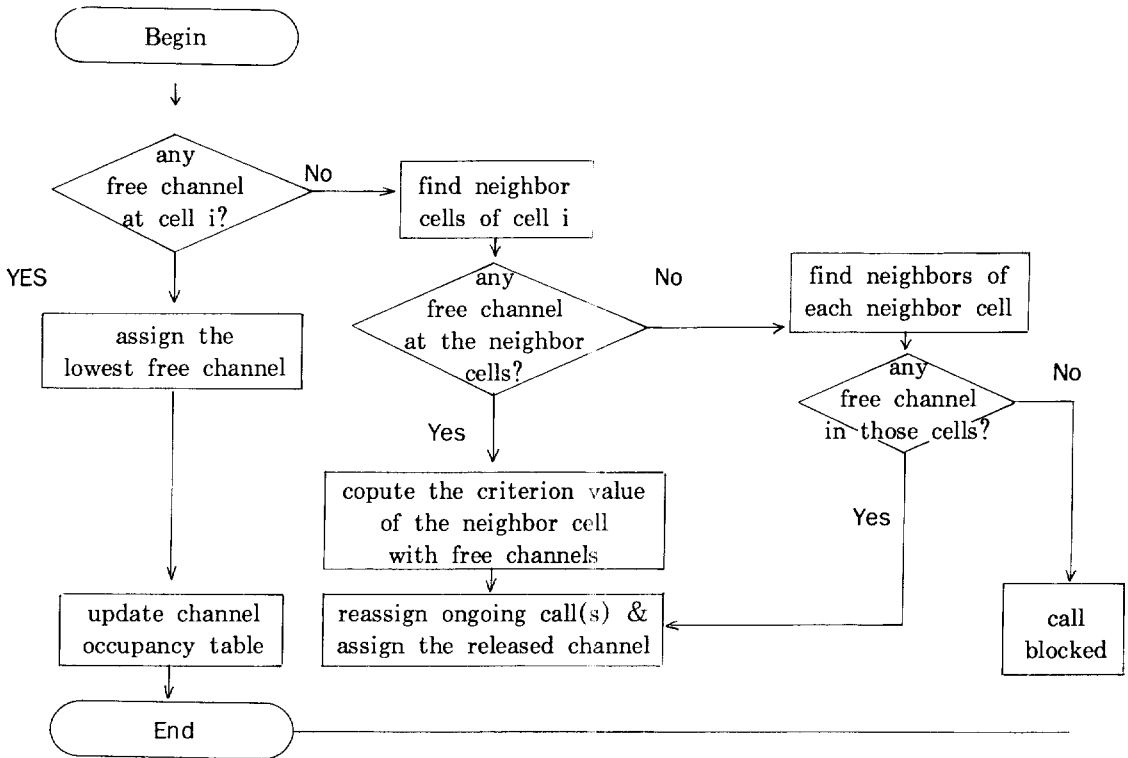 Begin
any
free channel
at cell i?
No
find neighbor
cells of cell i
YES
assign the
lowest free channel
any
free channel
at the neighbor
cells?
No
find neighbors of
each neighbor cell
any
free channel
in those cells?
No
Yes
copute the criterion value
of the neighbor cell
with free channels
Yes
update channel
occupancy table
reassign ongoing call(s) &
assign the released channel
call
blocked
End